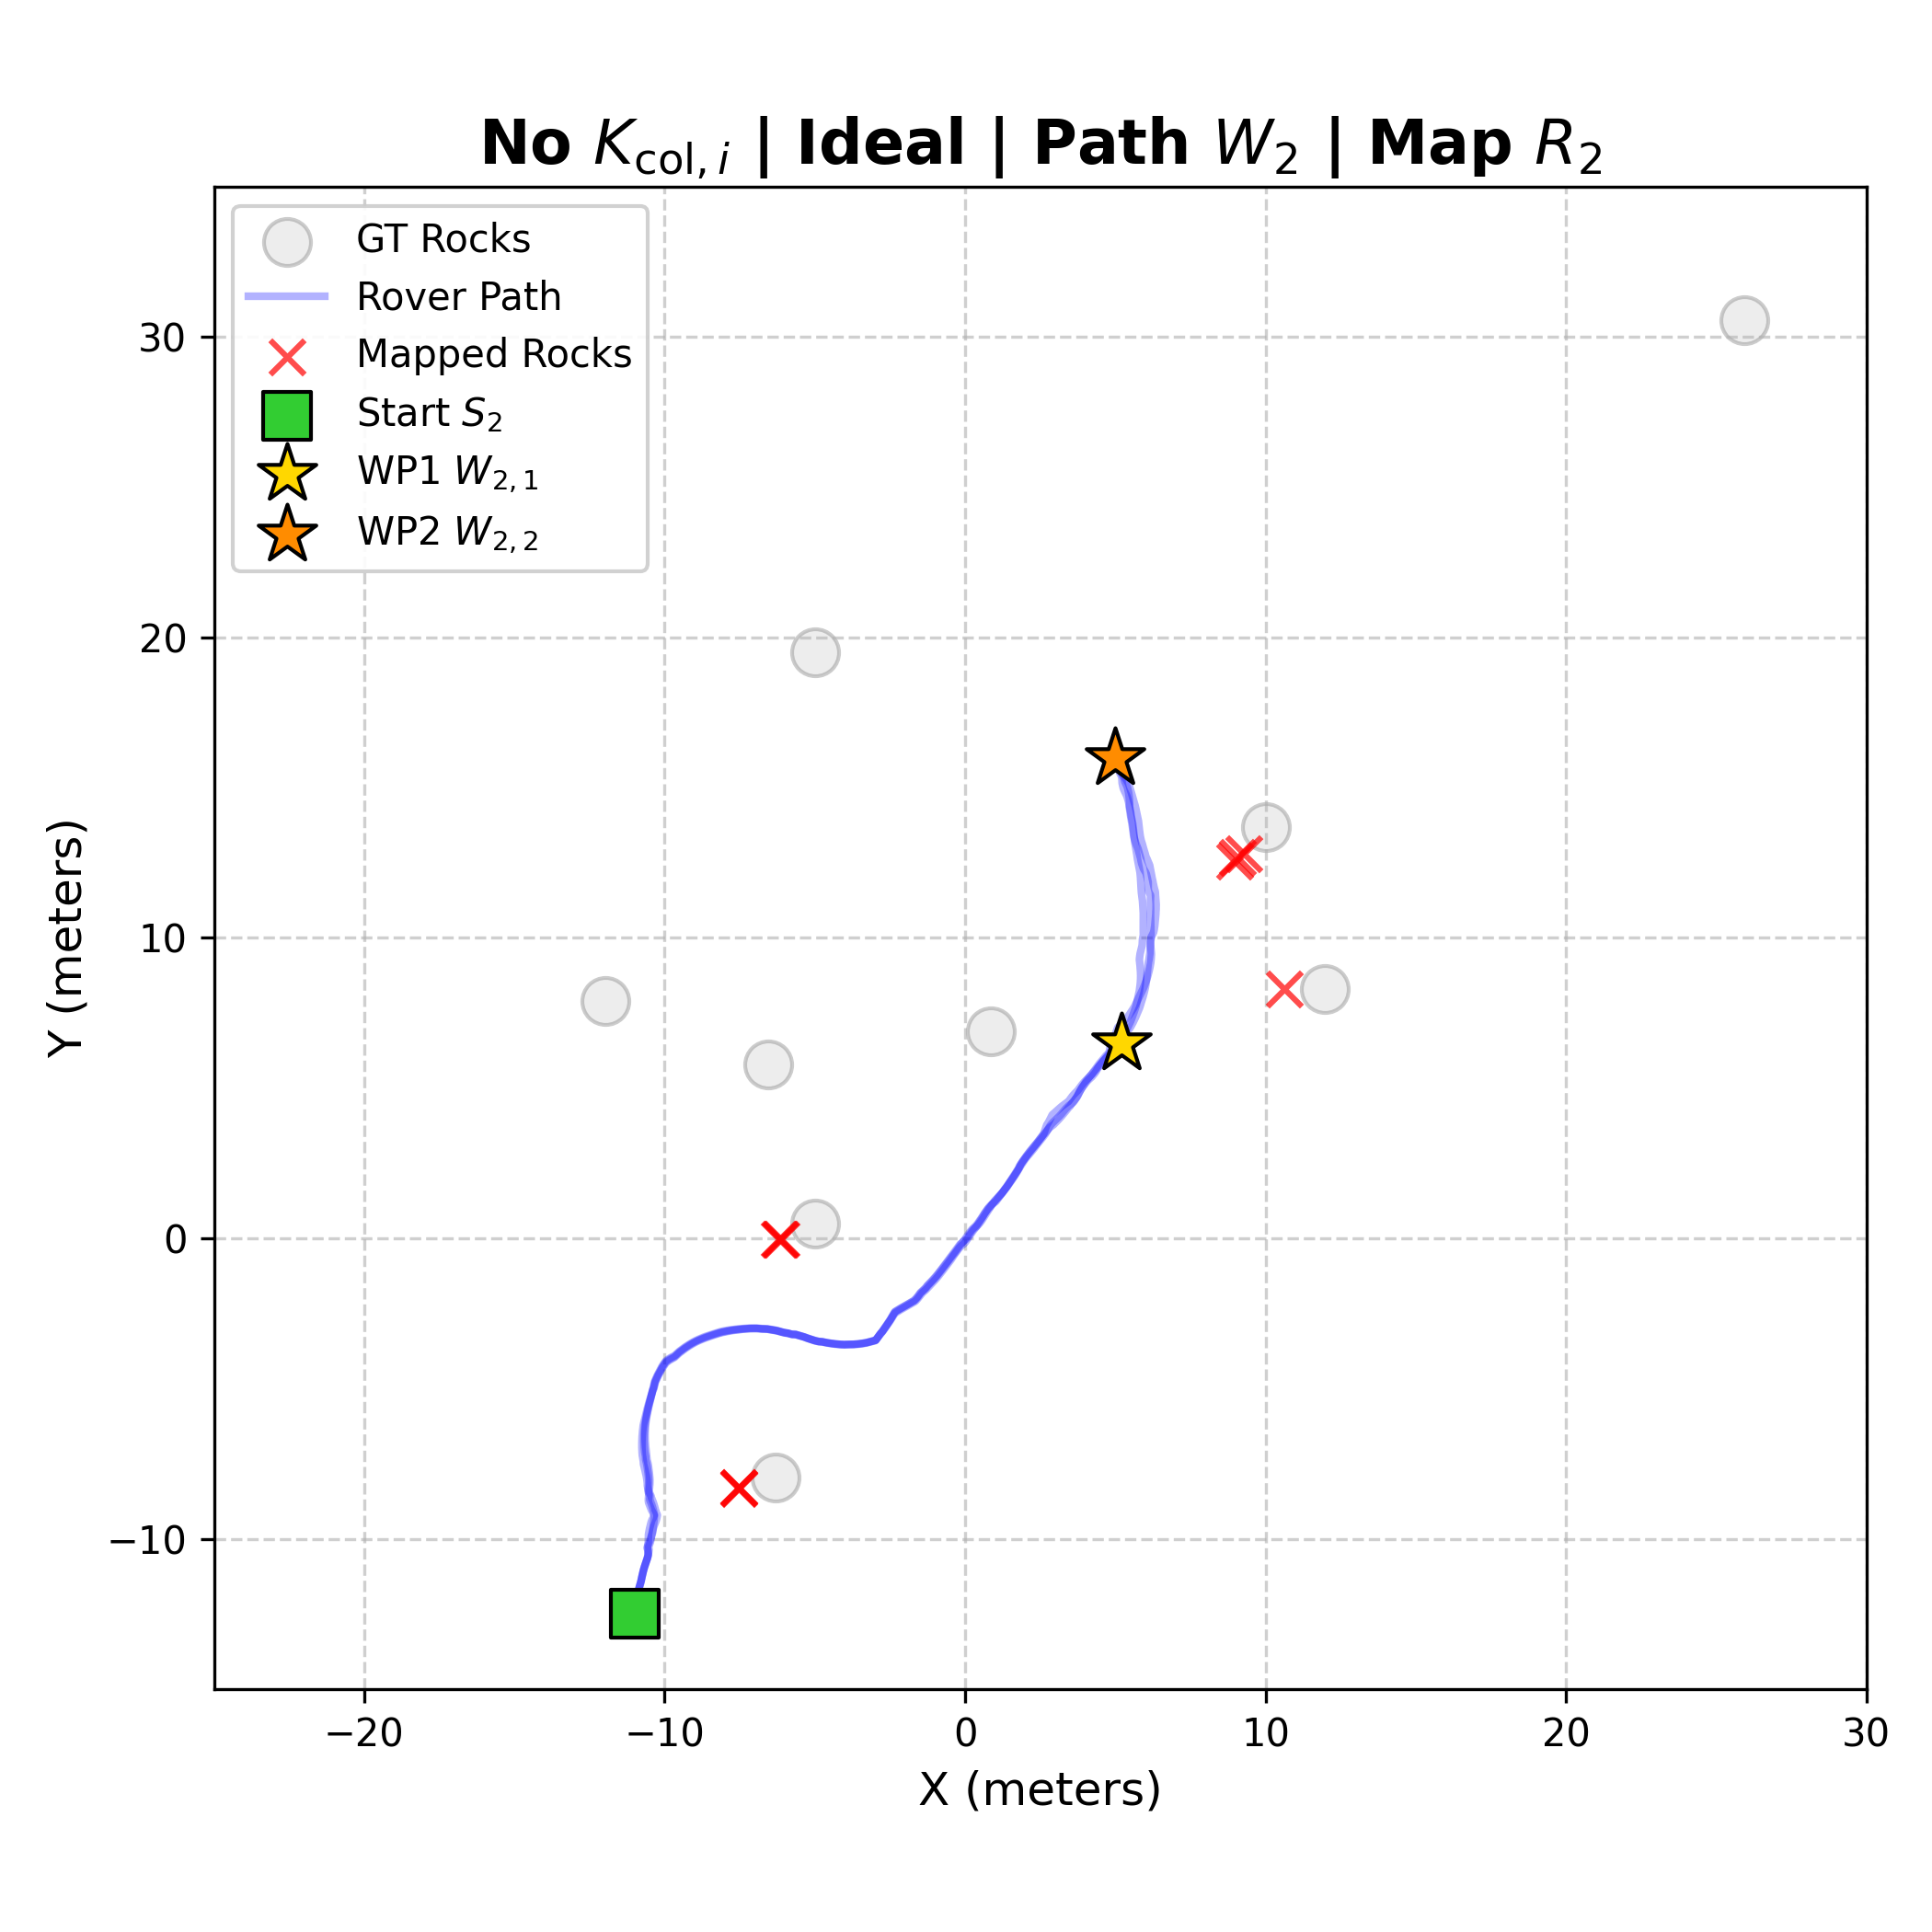 No K_col,i | Ideal | Path W_2 | Map R_2
GT Rocks
Rover Path
Mapped Rocks
Start S_2
WP1 W_2,1
WP2 W_2,2
30
20
10
0
−10
Y (meters)
−20
−10
0
10
20
30
X (meters)